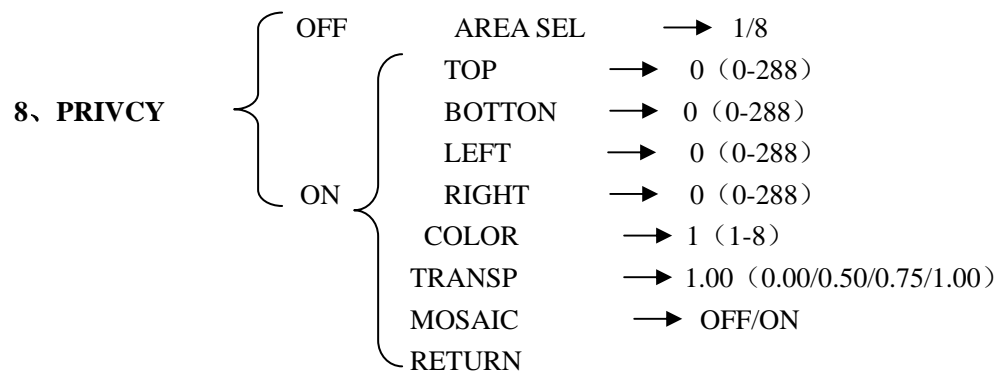 OFF AREA SEL → 1/8
TOP → 0（0-288）
8、PRIVCY BOTTON → 0（0-288）
LEFT → 0（0-288）
ON RIGHT → 0（0-288）
COLOR → 1（1-8）
TRANSP → 1.00（0.00/0.50/0.75/1.00）
MOSAIC → OFF/ON
RETURN